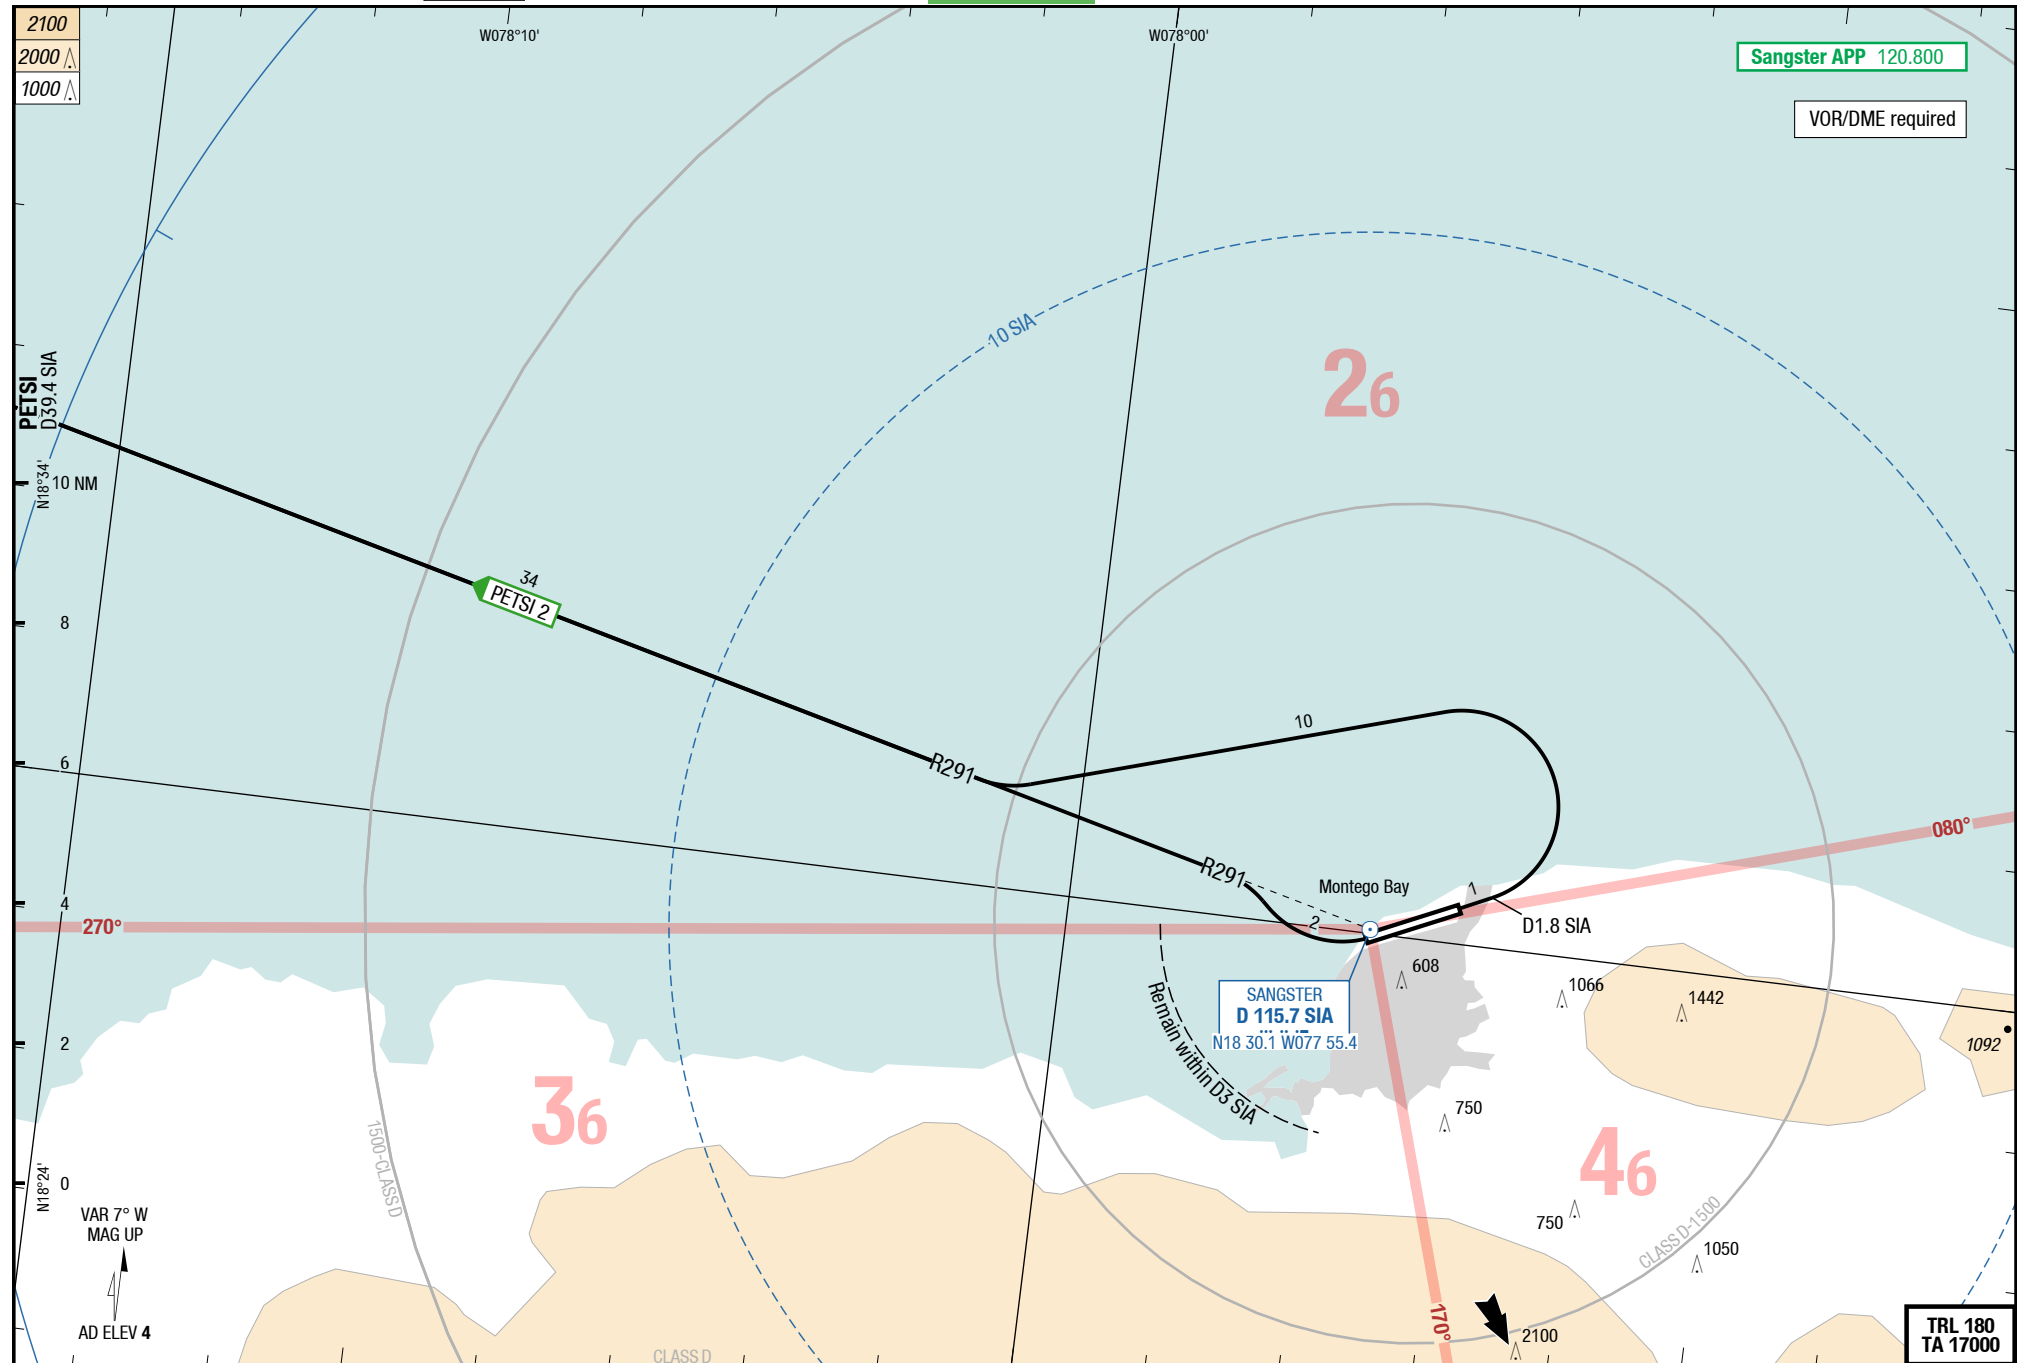 2100
2000
1000
W078°10'
W078°00'
Sangster APP 120.800
VOR/DME required
10 SIA
26
PETSI
D39.4 SIA
N18°34'
10 NM
34
PETSI 2
8
10
6
R291
R291
080°
Montego Bay
1
4
2
D1.8 SIA
270°
608
1066
1442
SANGSTER
D 115.7 SIA
N18 30.1 W077 55.4
Remain within D3 SIA
2
1092
36
750
46
1500-CLASS D
N18°24'
0
750
CLASS D-1500
1050
VAR 7° W
MAG UP
170°
AD ELEV 4
2100
TRL 180
TA 17000
CLASS D